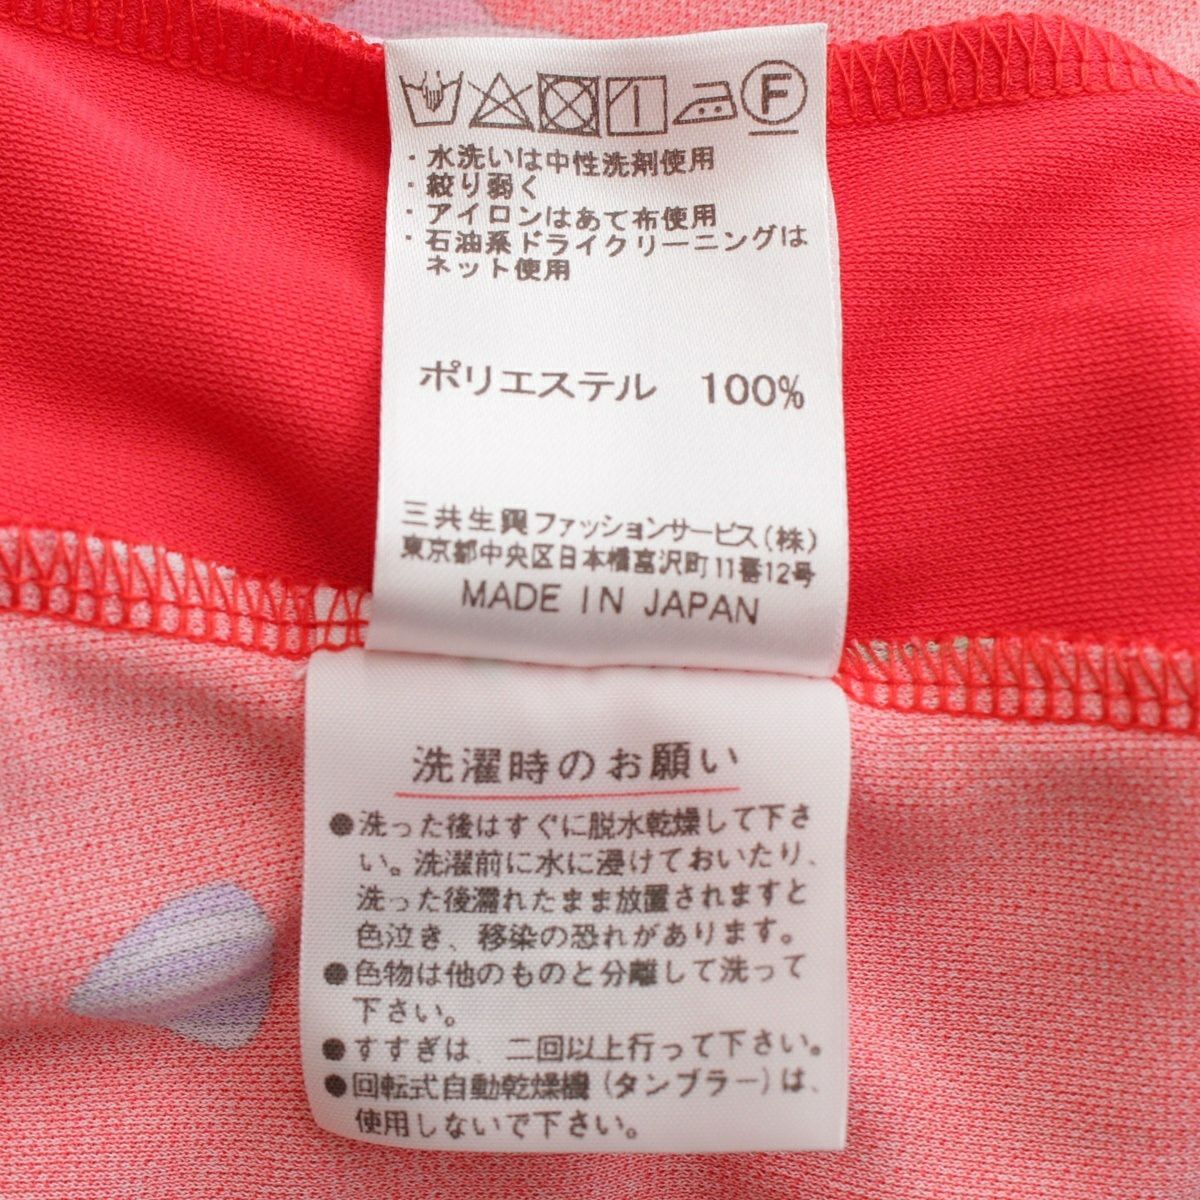 F
・水洗いは中性洗剤使用
・絞り弱く
・アイロンはあて布使用
・石油系ドライクリーニングは
ネット使用
ポリエステル 100%
三共生興ファッションサービス(株)
東京都中央区日本橋富沢町11番12号
MADE IN JAPAN
洗濯時のお願い
●洗った後はすぐに脱水乾燥して下さ
い。洗濯前に水に浸けておいたり、
洗った後濡れたまま放置されますと
色泣き、移染の恐れがあります。
●色物は他のものと分離して洗って
下さい。
●すすぎは、二回以上行って下さい。
●回転式自動乾燥機(タンブラー)は、
使用しないで下さい。